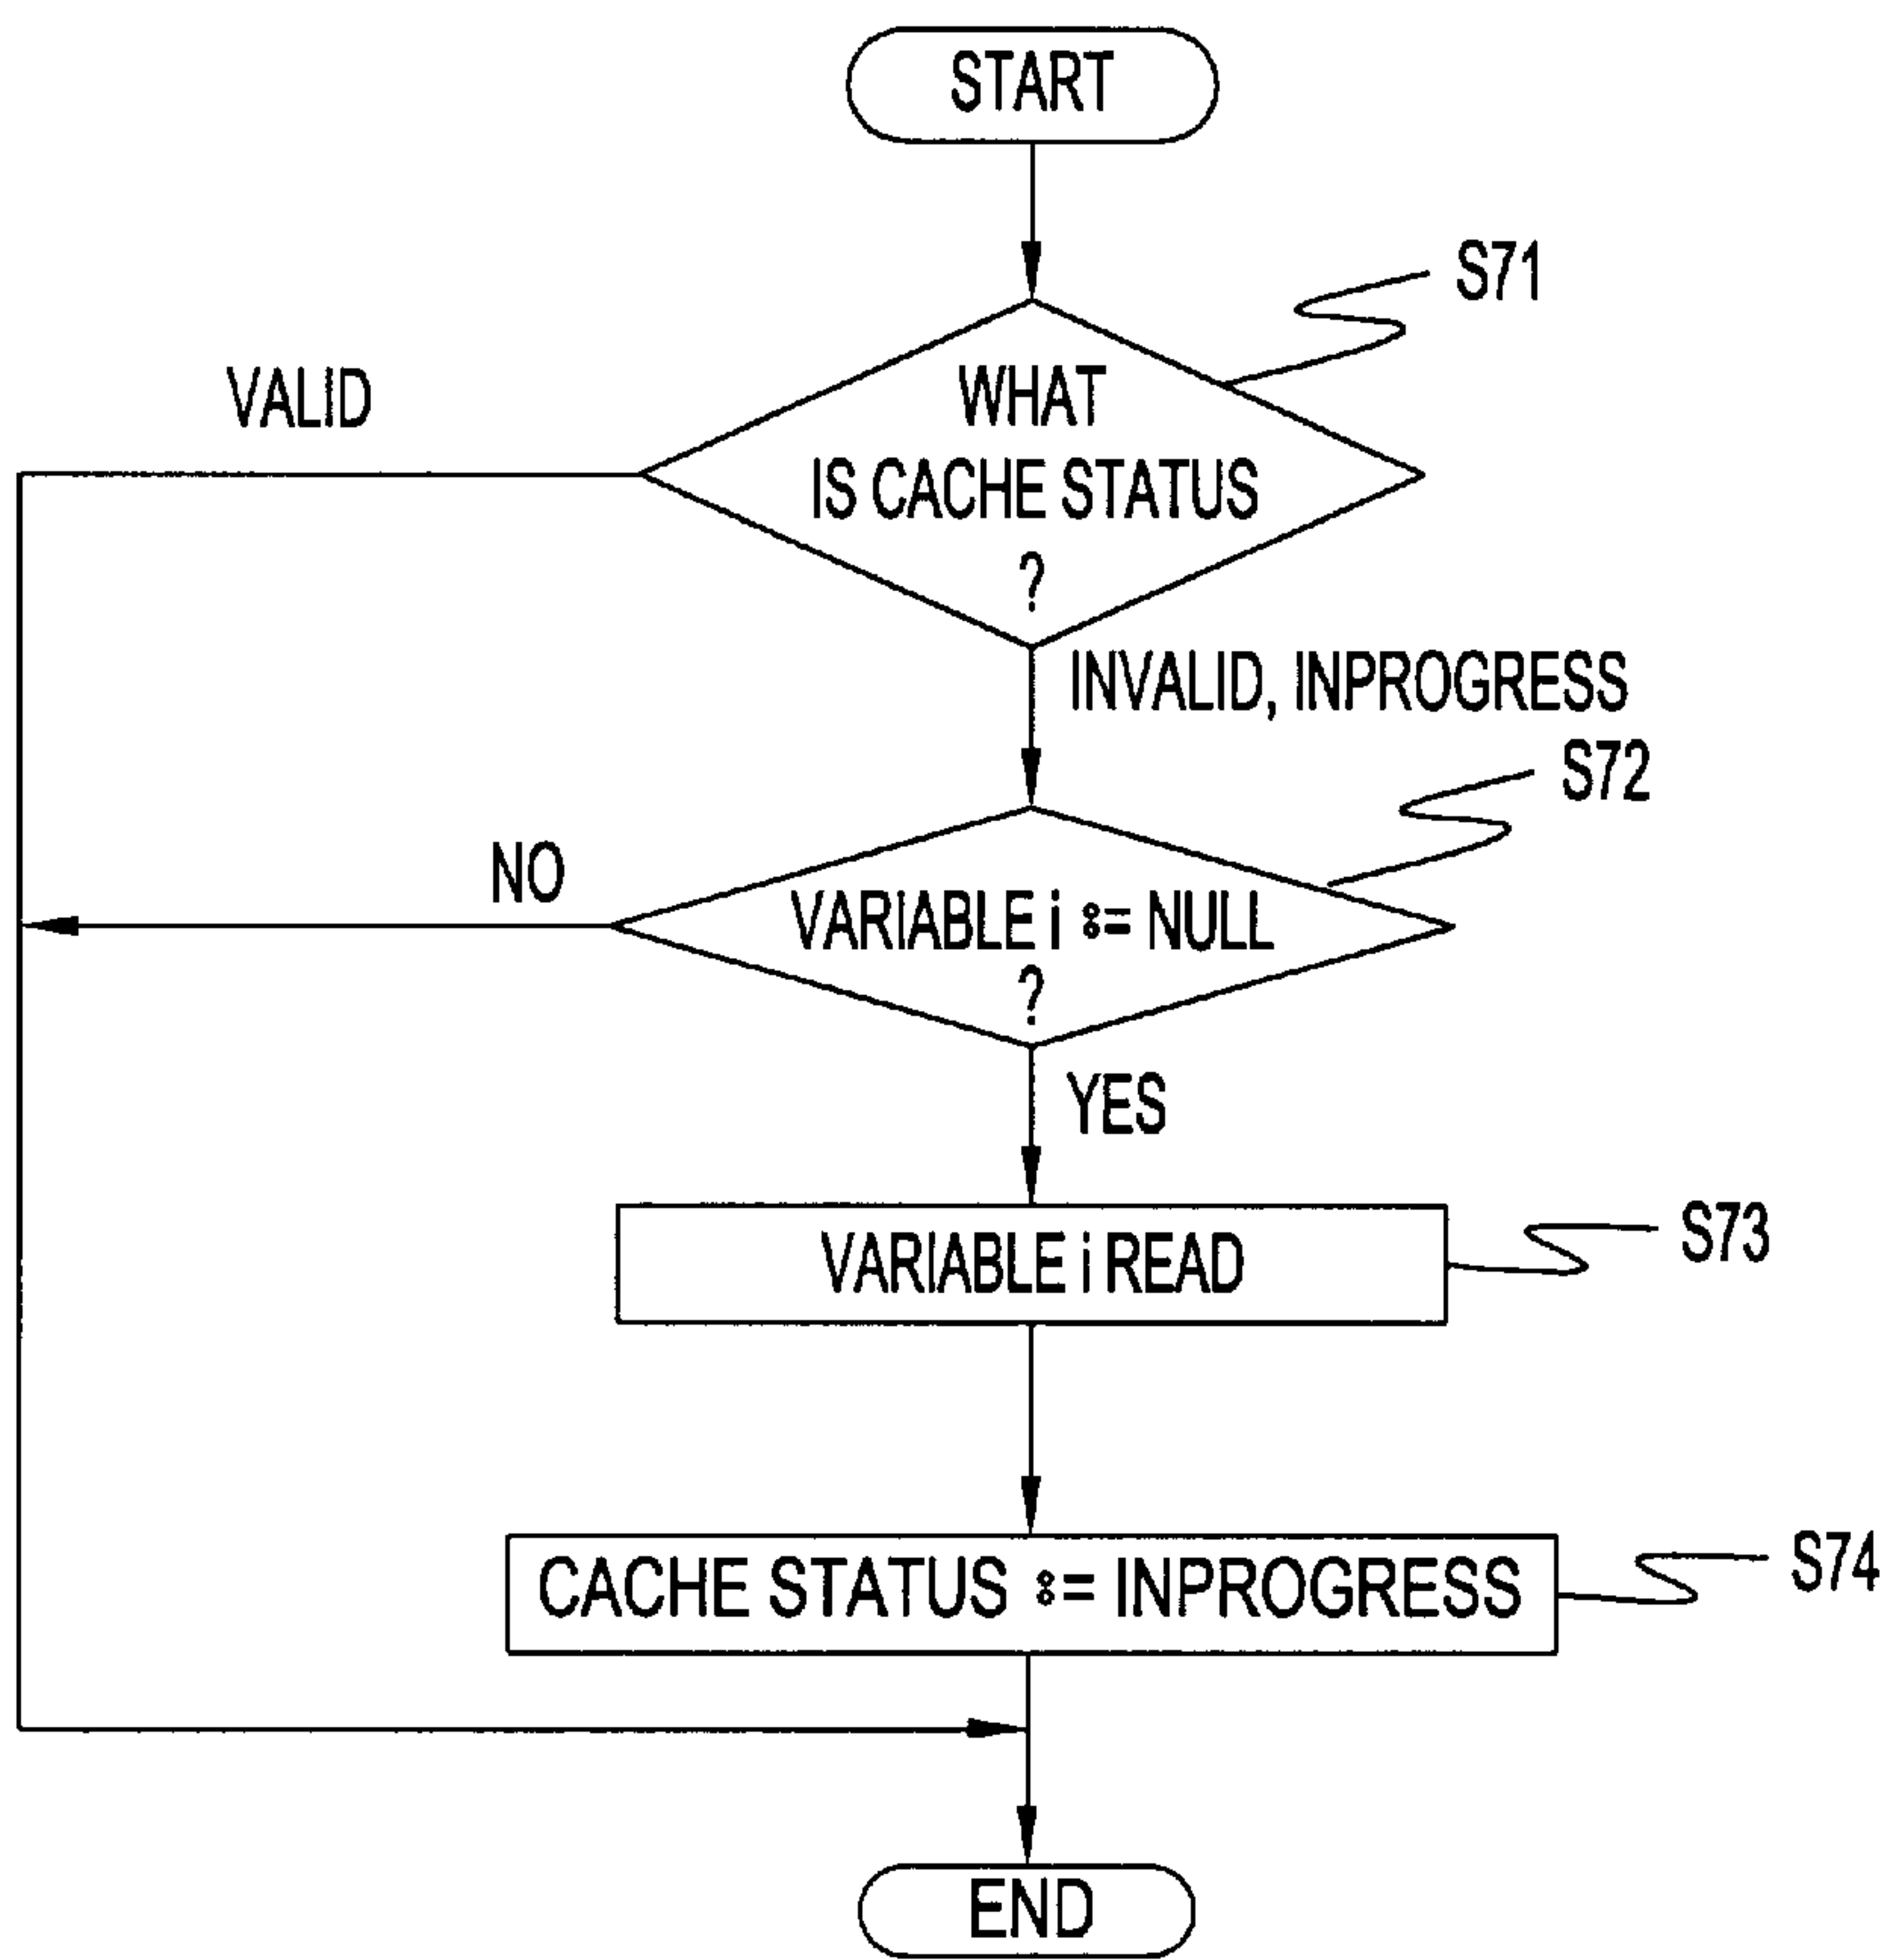 START
S71
VALID
WHAT
IS CACHE STATUS
?
INVALID, INPROGRESS
S72
NO
VARIABLE i := NULL
?
YES
VARIABLE i READ
S73
CACHE STATUS := INPROGRESS
S74
END